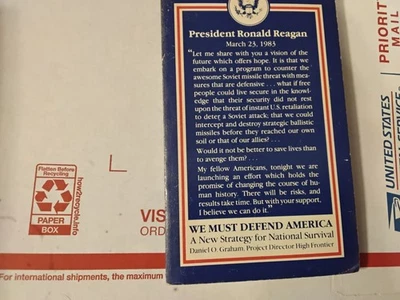 President Ronald Reagan
March 23, 1983
"Let me share with you a vision of the
future which offers hope. It is that we
embark on a program to counter the
awesome Soviet missile threat with mea-
sures that are defensive . . . what if free
people could live secure in the knowl-
edge that their security did not rest
upon the threat of instant U.S. retaliation
to deter a Soviet attack; that we could
intercept and destroy strategic ballistic
missiles before they reached our own
soil or that of our allies? . . .
Would it not be better to save lives than
to avenge them? . . .
My fellow Americans, tonight we are
launching an effort which holds the
promise of changing the course of hu-
man history. There will be risks, and
results take time. But with your support,
I believe we can do it."
WE MUST DEFEND AMERICA
A New Strategy for National Survival
Daniel O. Graham, Project Director High Frontier
Flatten Before
Recycling
PAPER
BOX
how2recycle.info
VIS
ORD
For international shipments, the maximum
PRIORIT
UNITED STATES